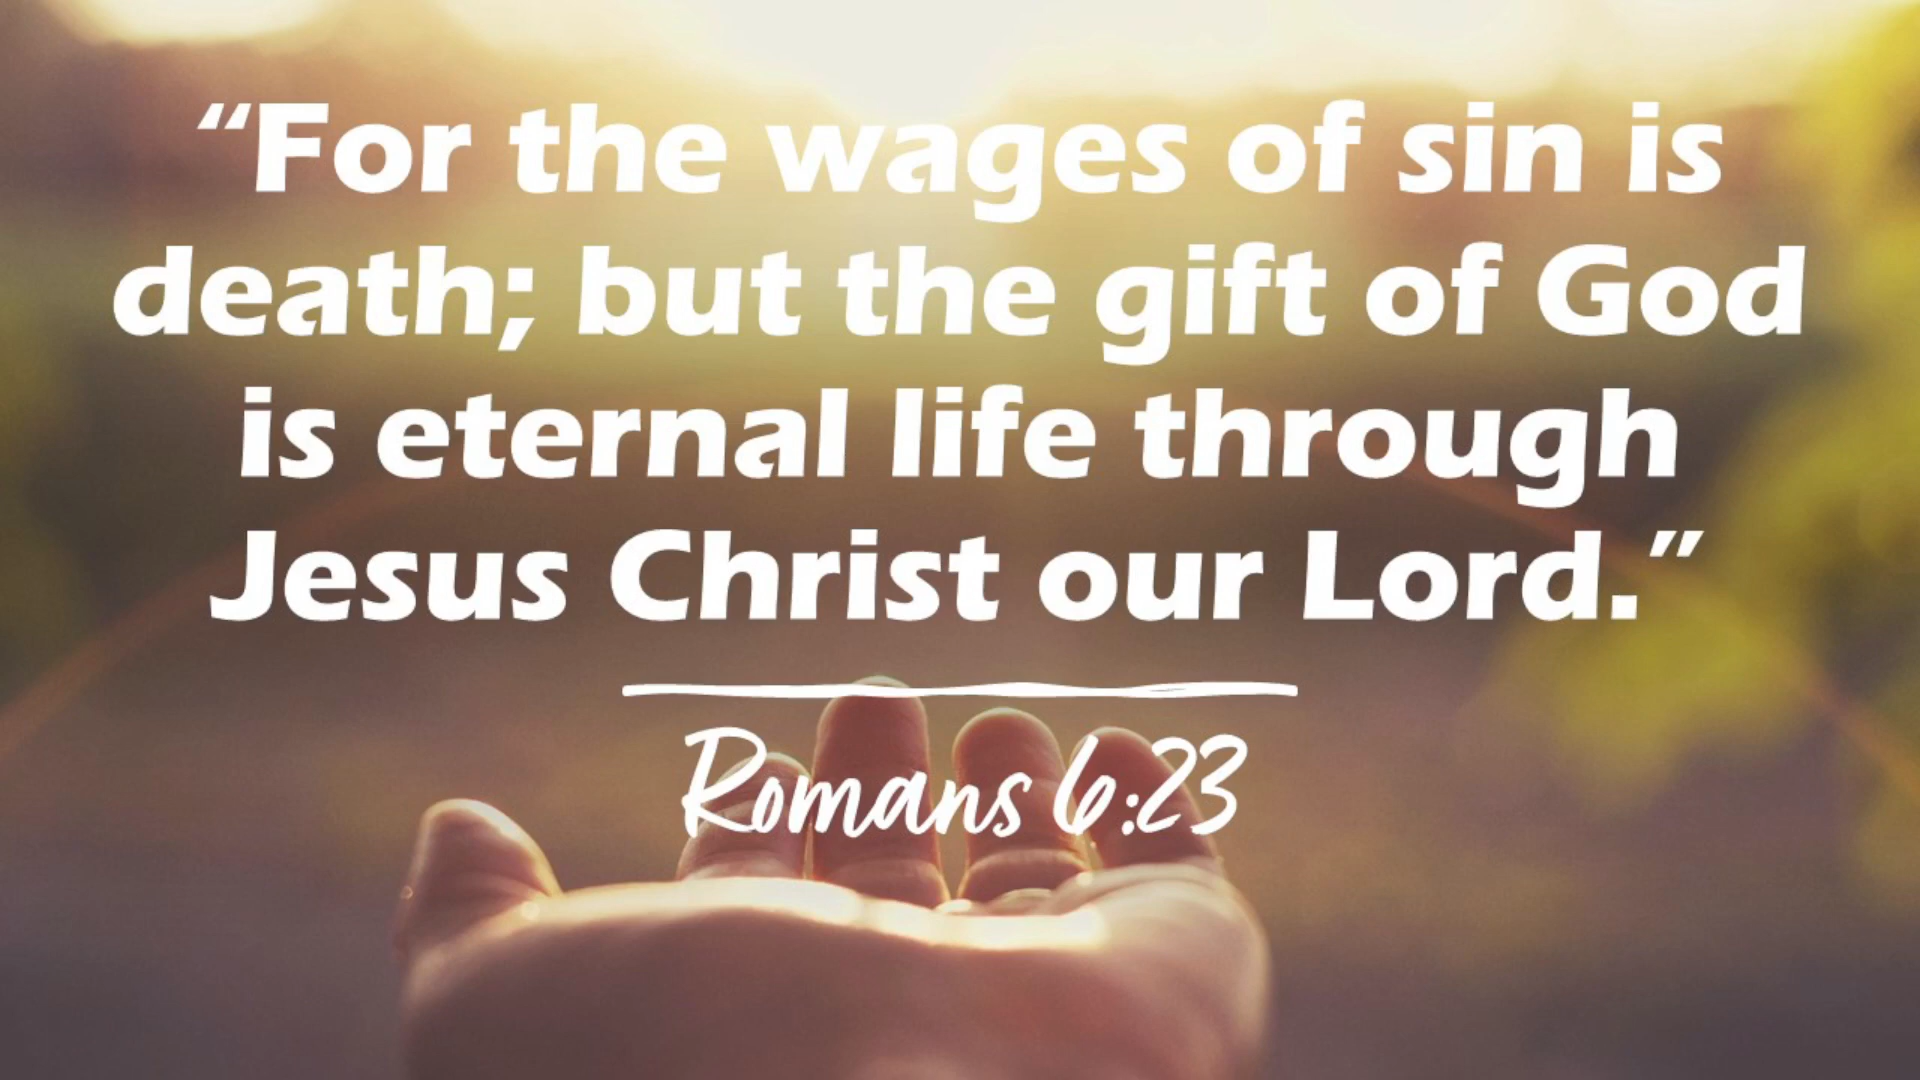 “For the wages of sin is
death; but the gift of God
is eternal life through
Jesus Christ our Lord.”
Romans 6:23